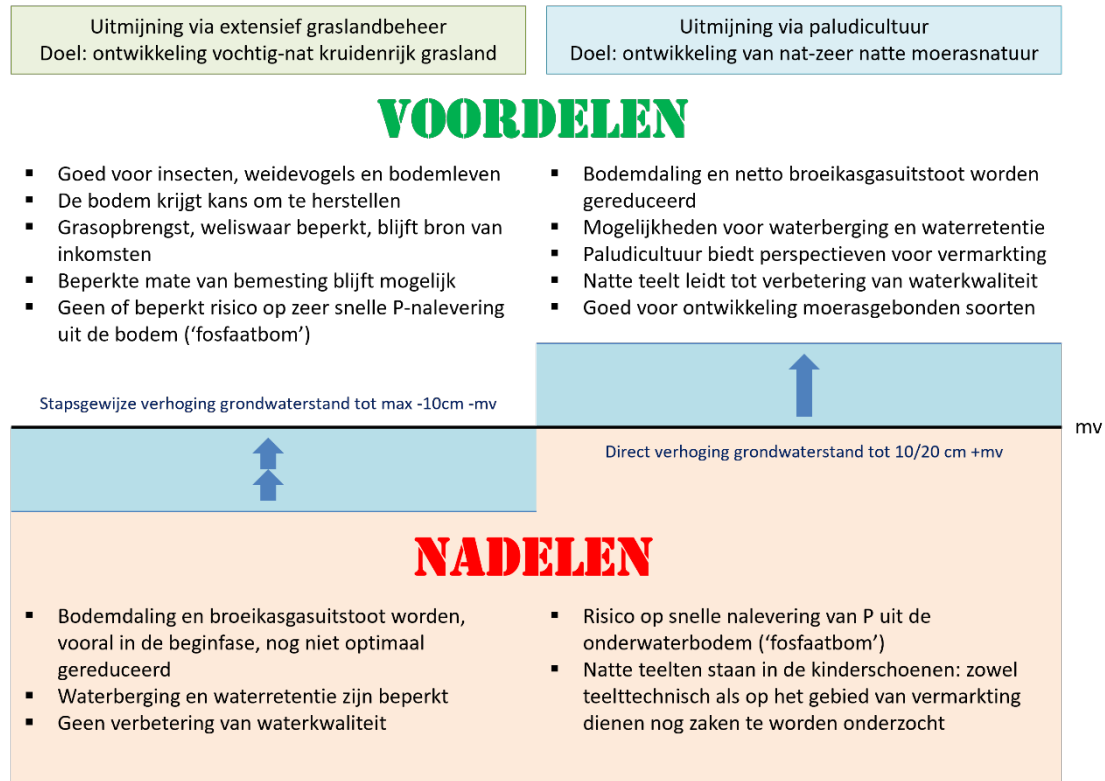 Uitmijning via extensief graslandbeheer
Doel: ontwikkeling vochtig-nat kruidenrijk grasland
Uitmijning via paludicultuur
Doel: ontwikkeling van nat-zeer natte moerasnatuur
VOORDELEN
▪ Goed voor insecten, weidevogels en bodemleven
▪ De bodem krijgt kans om te herstellen
▪ Grasopbrengst, weliswaar beperkt, blijft bron van
inkomsten
▪ Beperkte mate van bemesting blijft mogelijk
▪ Geen of beperkt risico op zeer snelle P-nalevering
uit de bodem (‘fosfaatbom’)
▪ Bodemdaling en netto broeikasgasuitstoot worden
gereduceerd
▪ Mogelijkheden voor waterberging en waterretentie
▪ Paludicultuur biedt perspectieven voor vermarkting
▪ Natte teelt leidt tot verbetering van waterkwaliteit
▪ Goed voor ontwikkeling moerasgebonden soorten
Stapsgewijze verhoging grondwaterstand tot max -10cm -mv
mv
Direct verhoging grondwaterstand tot 10/20 cm +mv
NADELEN
▪ Bodemdaling en broeikasgasuitstoot worden,
vooral in de beginfase, nog niet optimaal
gereduceerd
▪ Waterberging en waterretentie zijn beperkt
▪ Geen verbetering van waterkwaliteit
▪ Risico op snelle nalevering van P uit de
onderwaterbodem (‘fosfaatbom’)
▪ Natte teelten staan in de kinderschoenen: zowel
teelttechnisch als op het gebied van vermarkting
dienen nog zaken te worden onderzocht